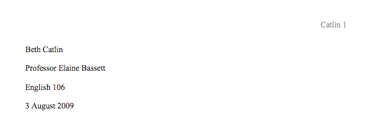 Catlin 1
Beth Catlin
Professor Elaine Bassett
English 106
3 August 2009